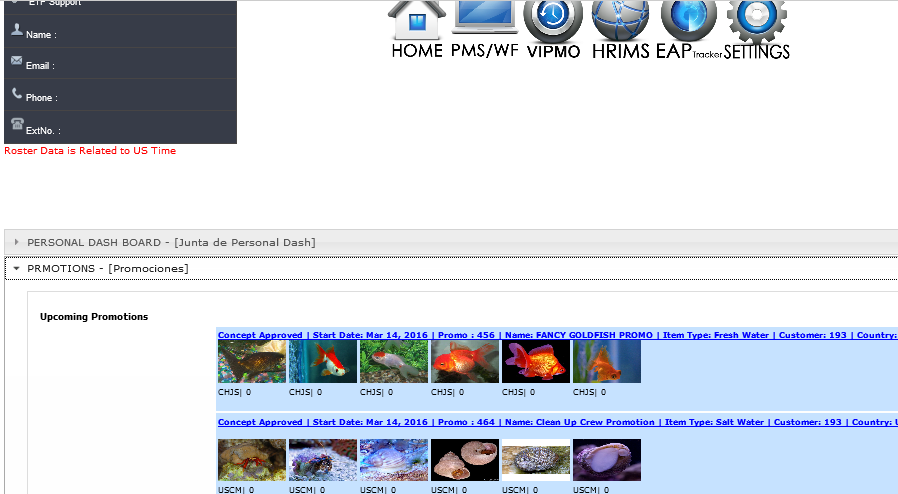 ETF Support
Name :
Email :
Phone :
ExtNo. :
Roster Data is Related to US Time
HOME PMS/WF VIPMO HRIMS EAP Tracker SETTINGS
PERSONAL DASH BOARD - [Junta de Personal Dash]
PRMOTIONS - [Promociones]
Upcoming Promotions
Concept Approved | Start Date: Mar 14, 2016 | Promo : 456 | Name: FANCY GOLDFISH PROMO | Item Type: Fresh Water | Customer: 193 | Country:
CHJS| 0 CHJS| 0 CHJS| 0 CHJS| 0 CHJS| 0 CHJS| 0
Concept Approved | Start Date: Mar 14, 2016 | Promo : 464 | Name: Clean Up Crew Promotion | Item Type: Salt Water | Customer: 193 | Country: U
USCM| 0 USCM| 0 USCM| 0 USCM| 0 USCM| 0 USCM| 0